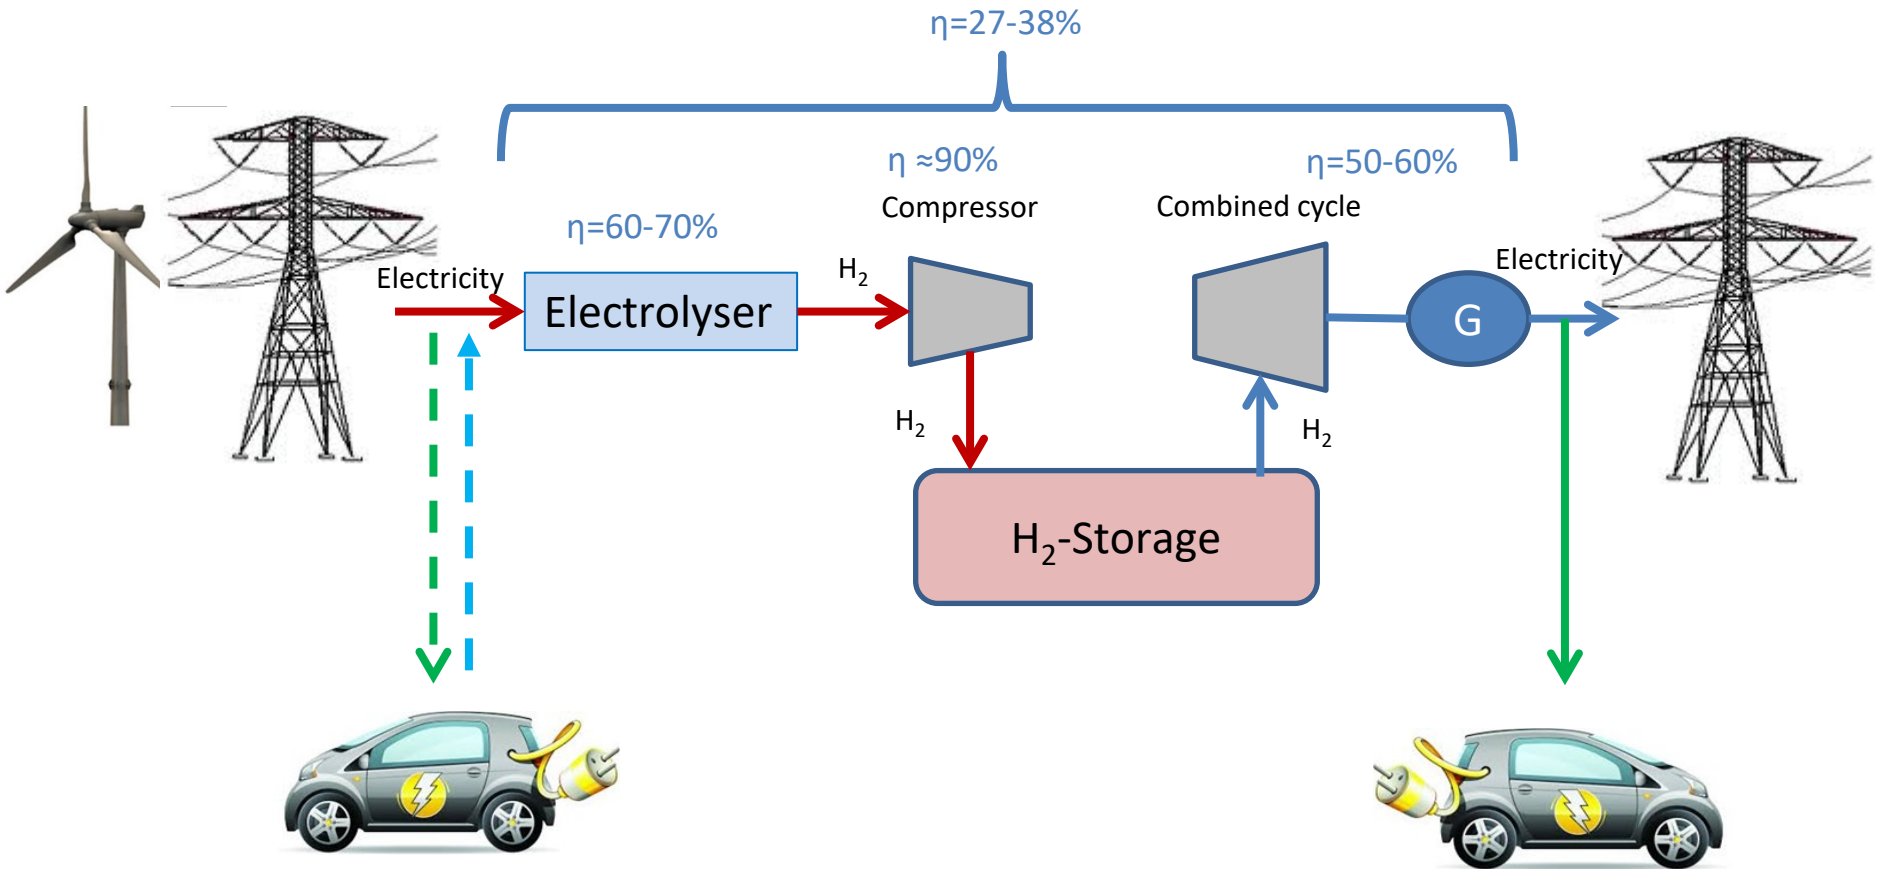 η=27-38%
η ≈90%
Compressor
η=50-60%
Combined cycle
η=60-70%
Electricity
Electrolyser
H₂
Electricity
G
H₂
H₂
H₂-Storage